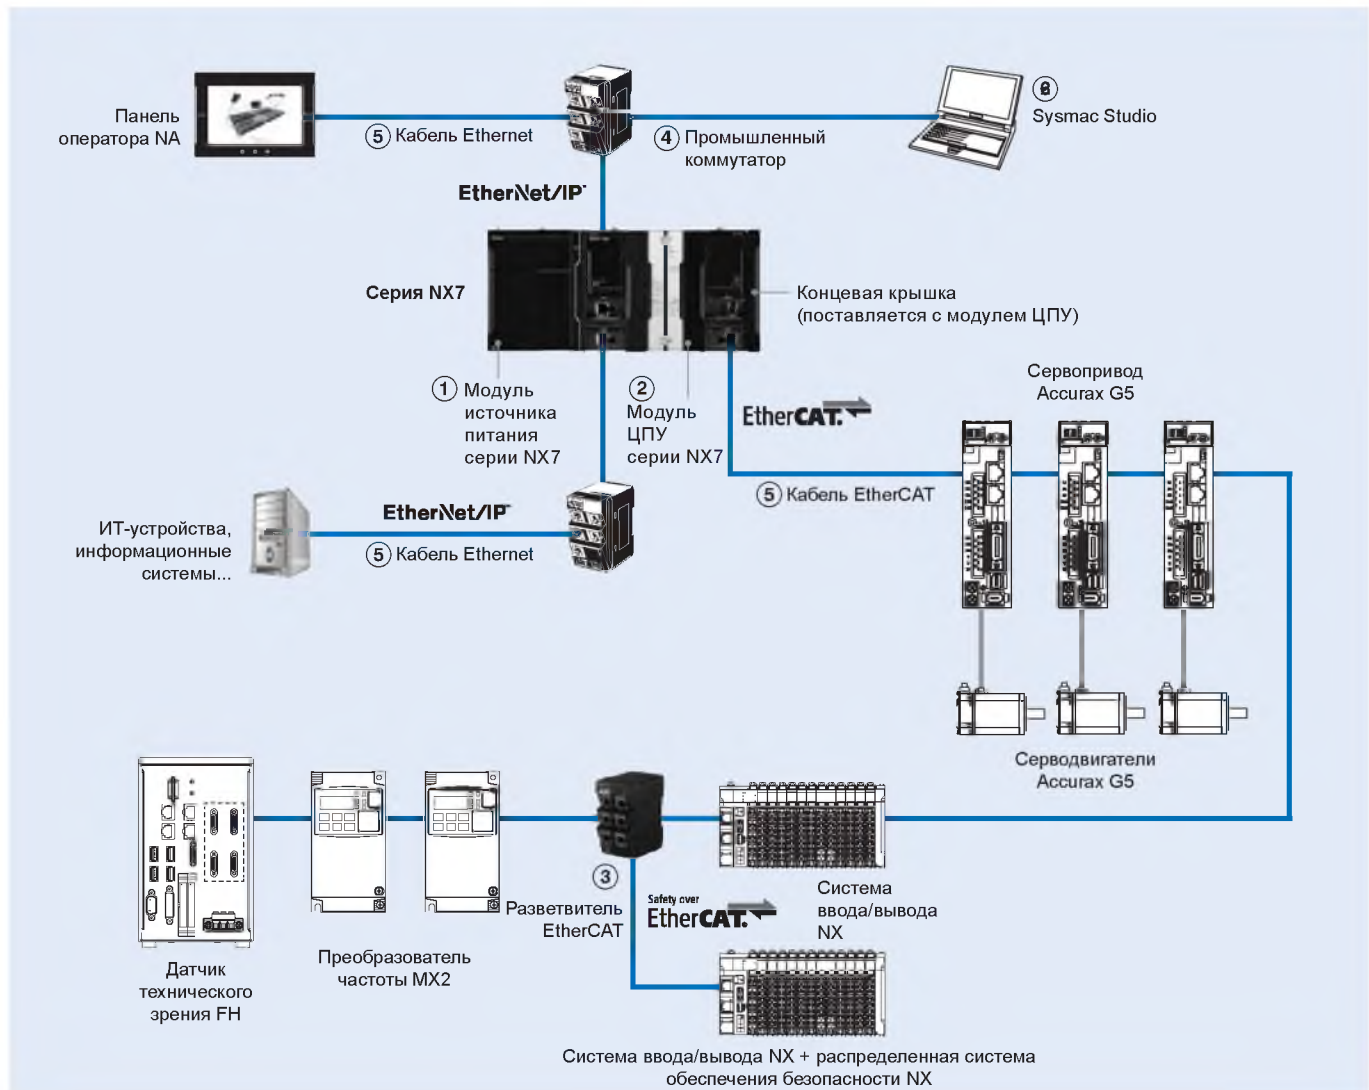 Панель
оператора NA
5 Кабель Ethernet
4 Промышленный
коммутатор
Sysmac Studio
EtherNet/IP™
Серия NX7
Концевая крышка
(поставляется с модулем ЦПУ)
1 Модуль
источника
питания
серии NX7
2
Модуль
ЦПУ
серии NX7
EtherCAT.
Сервопривод
Accurax G5
5 Кабель EtherCAT
ИТ-устройства,
информационные
системы...
EtherNet/IP™
5 Кабель Ethernet
Серводвигатели
Accurax G5
3
Разветвитель
EtherCAT
Safety over
EtherCAT.
Система
ввода/вывода
NX
Преобразователь
частоты MX2
Датчик
технического
зрения FH
Система ввода/вывода NX + распределенная система
обеспечения безопасности NX